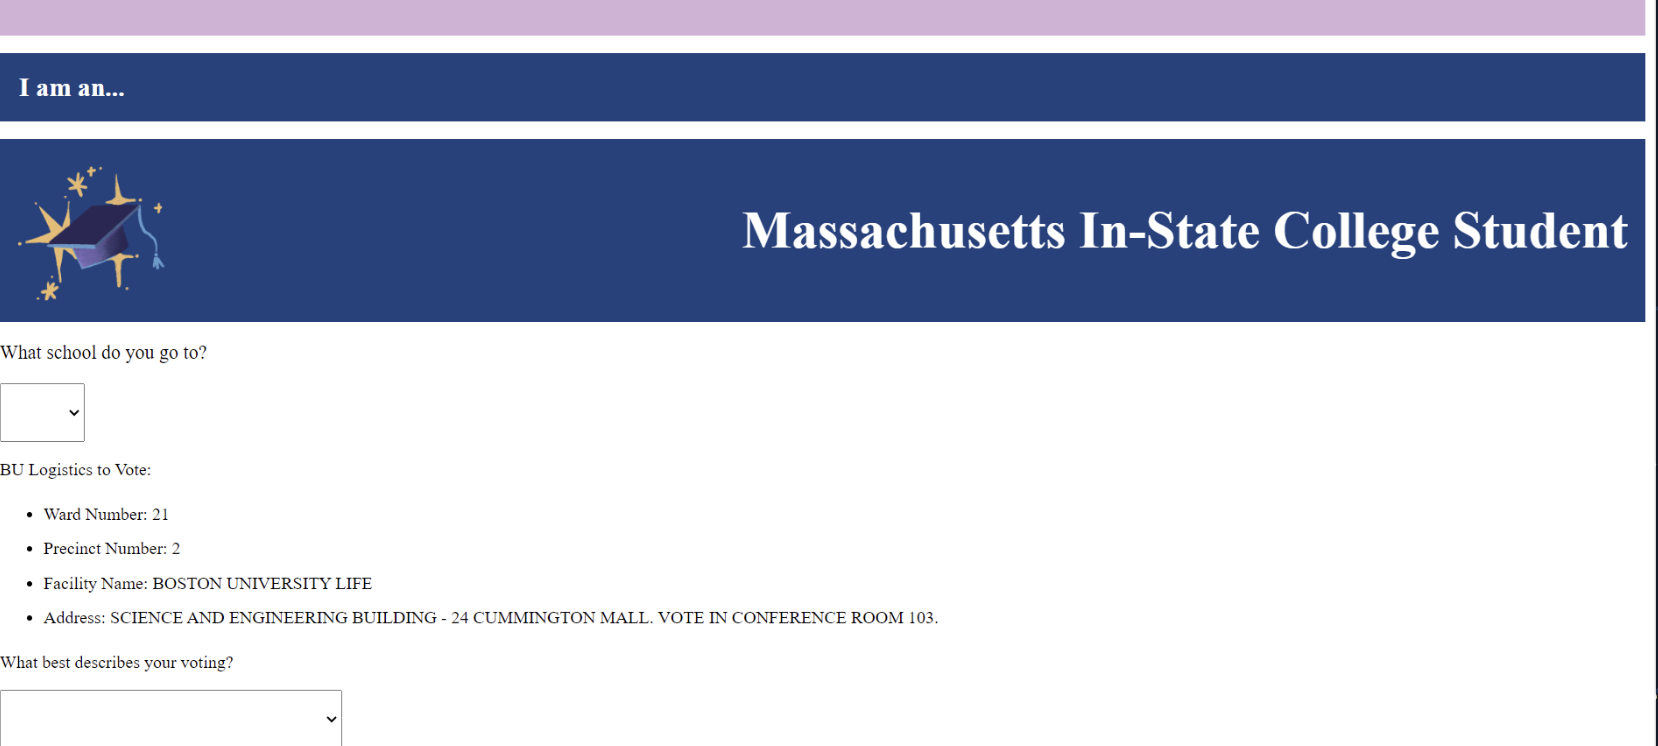 I am an...
Massachusetts In-State College Student
What school do you go to?
BU Logistics to Vote:
Ward Number: 21
Precinct Number: 2
Facility Name: BOSTON UNIVERSITY LIFE
Address: SCIENCE AND ENGINEERING BUILDING - 24 CUMMINGTON MALL. VOTE IN CONFERENCE ROOM 103.
What best describes your voting?